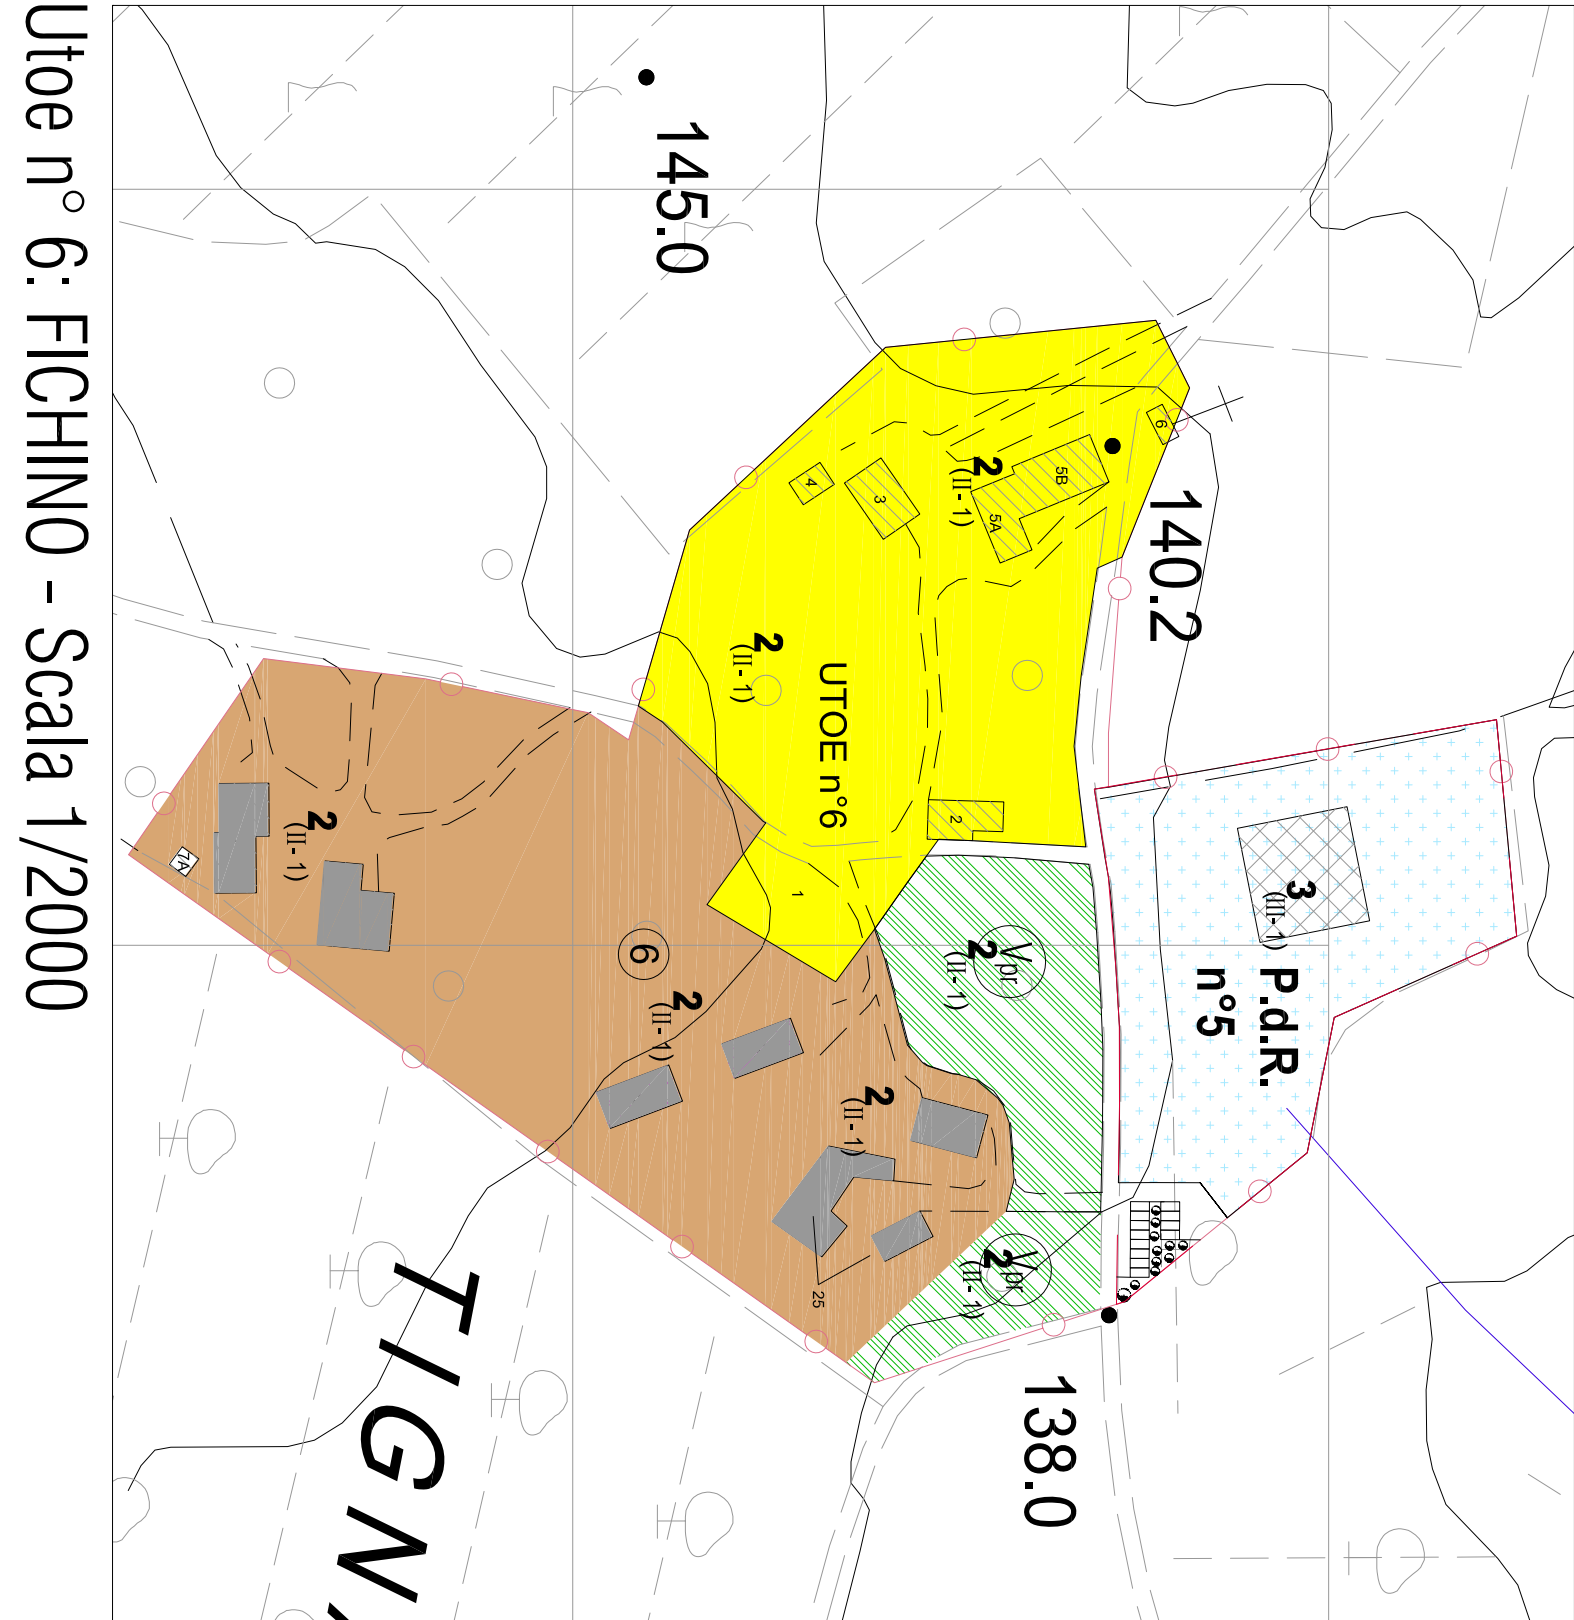 Utoe n° 6: FICHINO - Scala 1/2000
140.2
145.0
138.0
6
5B
5A
2
(II-1)
3
4
2
(II-1)
UTOE n°6
2
1
3
(III-1)
P.d.R.
n°5
Vpr
2
(II-1)
2
(II-1)
7A
6
2
(II-1)
2
(II-1)
Vpr
2
(II-1)
25
TIGN